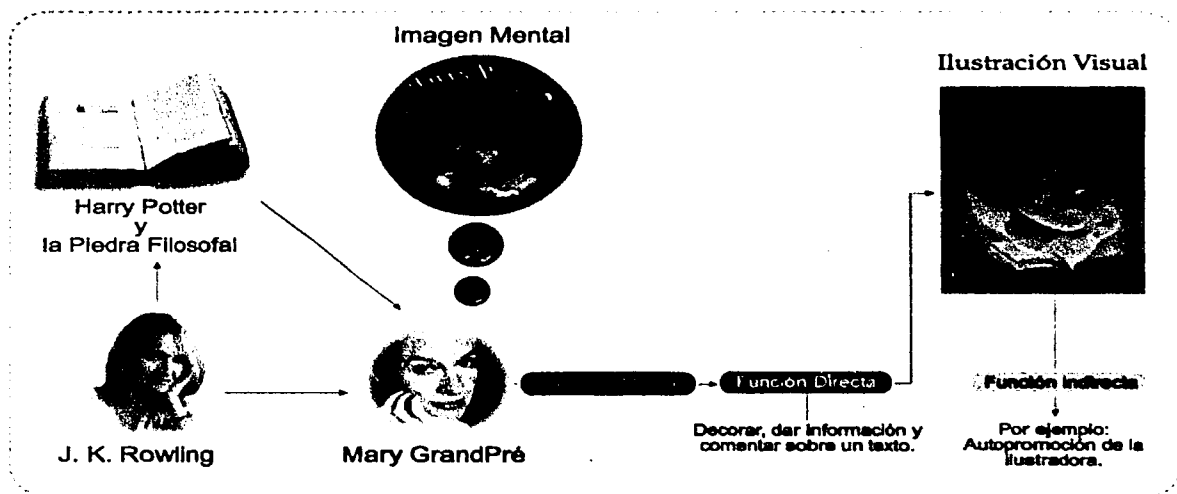 Imagen Mental
Ilustración Visual
Harry Potter
y
la Piedra Filosofal
J. K. Rowling
Mary GrandPré
Función Directa
Decorar, dar información y
comentar sobre un texto.
Función Indirecta
Por ejemplo:
Autopromoción de la
ilustradora.